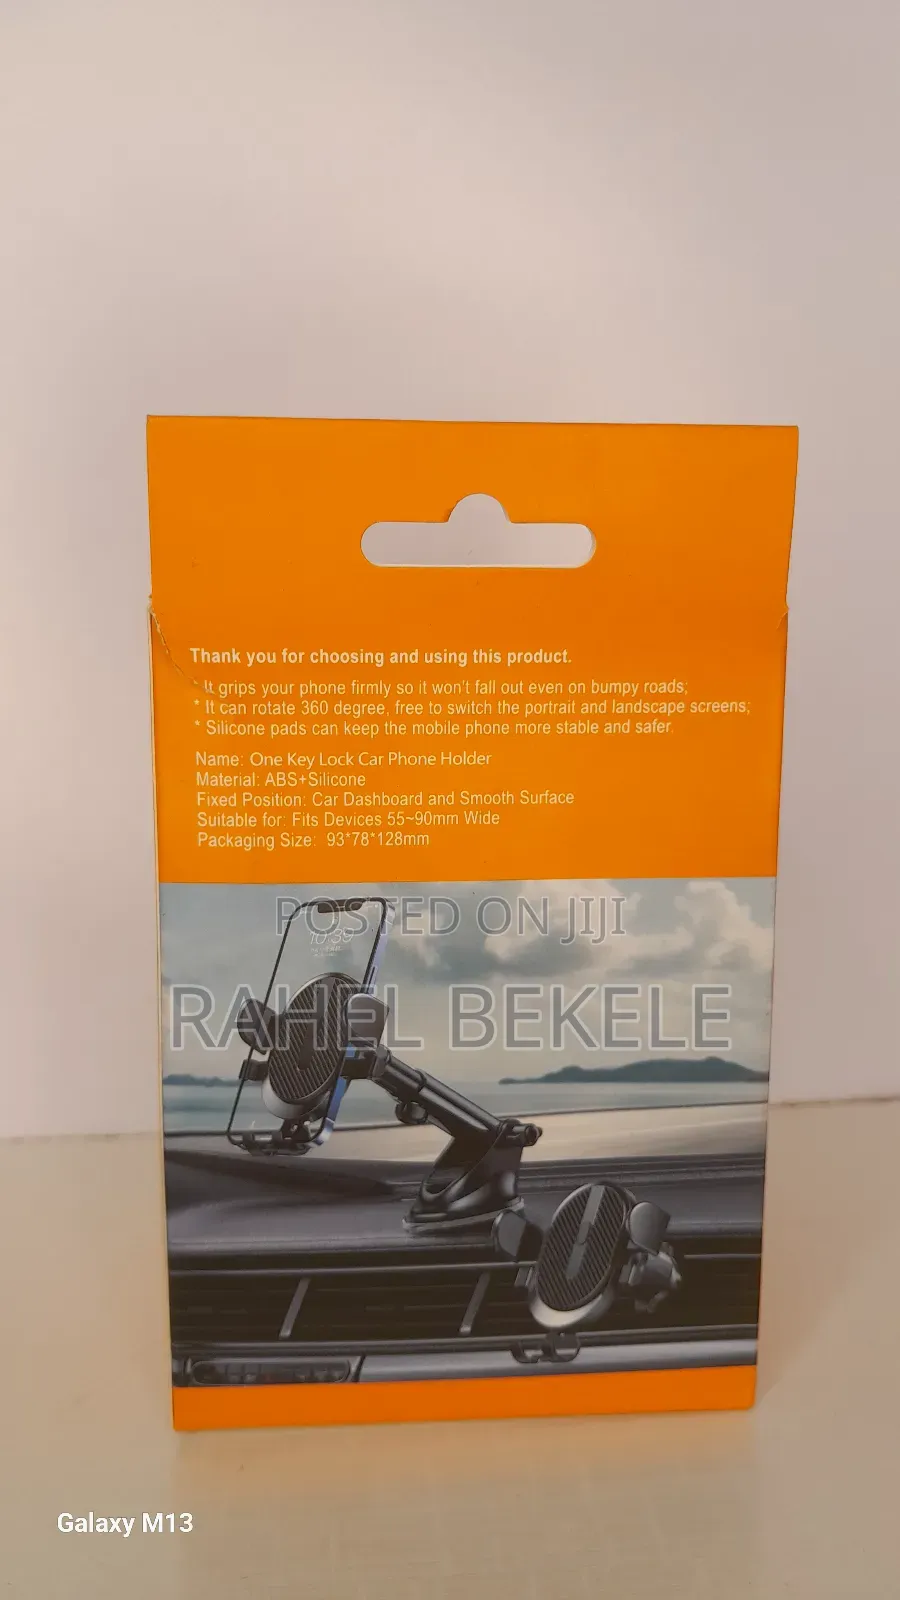 Thank you for choosing and using this product.
* It grips your phone firmly so it won't fall out even on bumpy roads;
* It can rotate 360 degree, free to switch the portrait and landscape screens;
* Silicone pads can keep the mobile phone more stable and safer.
Name: One Key Lock Car Phone Holder
Material: ABS+Silicone
Fixed Position: Car Dashboard and Smooth Surface
Suitable for: Fits Devices 55~90mm Wide
Packaging Size: 93*78*128mm
POSTED ON JIJI
10:39
RAHEL BEKELE
Galaxy M13